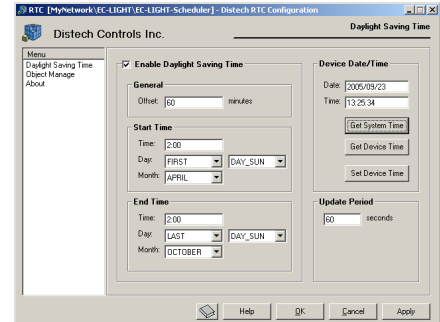 RTC [MyNetwork\EC-LIGHT\EC-LIGHT-Scheduler] - Distech RTC Configuration
Distech Controls Inc.
Daylight Saving Time
Menu
Daylight Saving Time
Object Manage
About
Enable Daylight Saving Time
General
Offset: 60 minutes
Start Time
Time: 2:00
Day: FIRST DAY_SUN
Month: APRIL
End Time
Time: 2:00
Day: LAST DAY_SUN
Month: OCTOBER
Device Date/Time
Date: 2005/09/23
Time: 13:25:34
Get System Time
Get Device Time
Set Device Time
Update Period
60 seconds
Help OK Cancel Apply